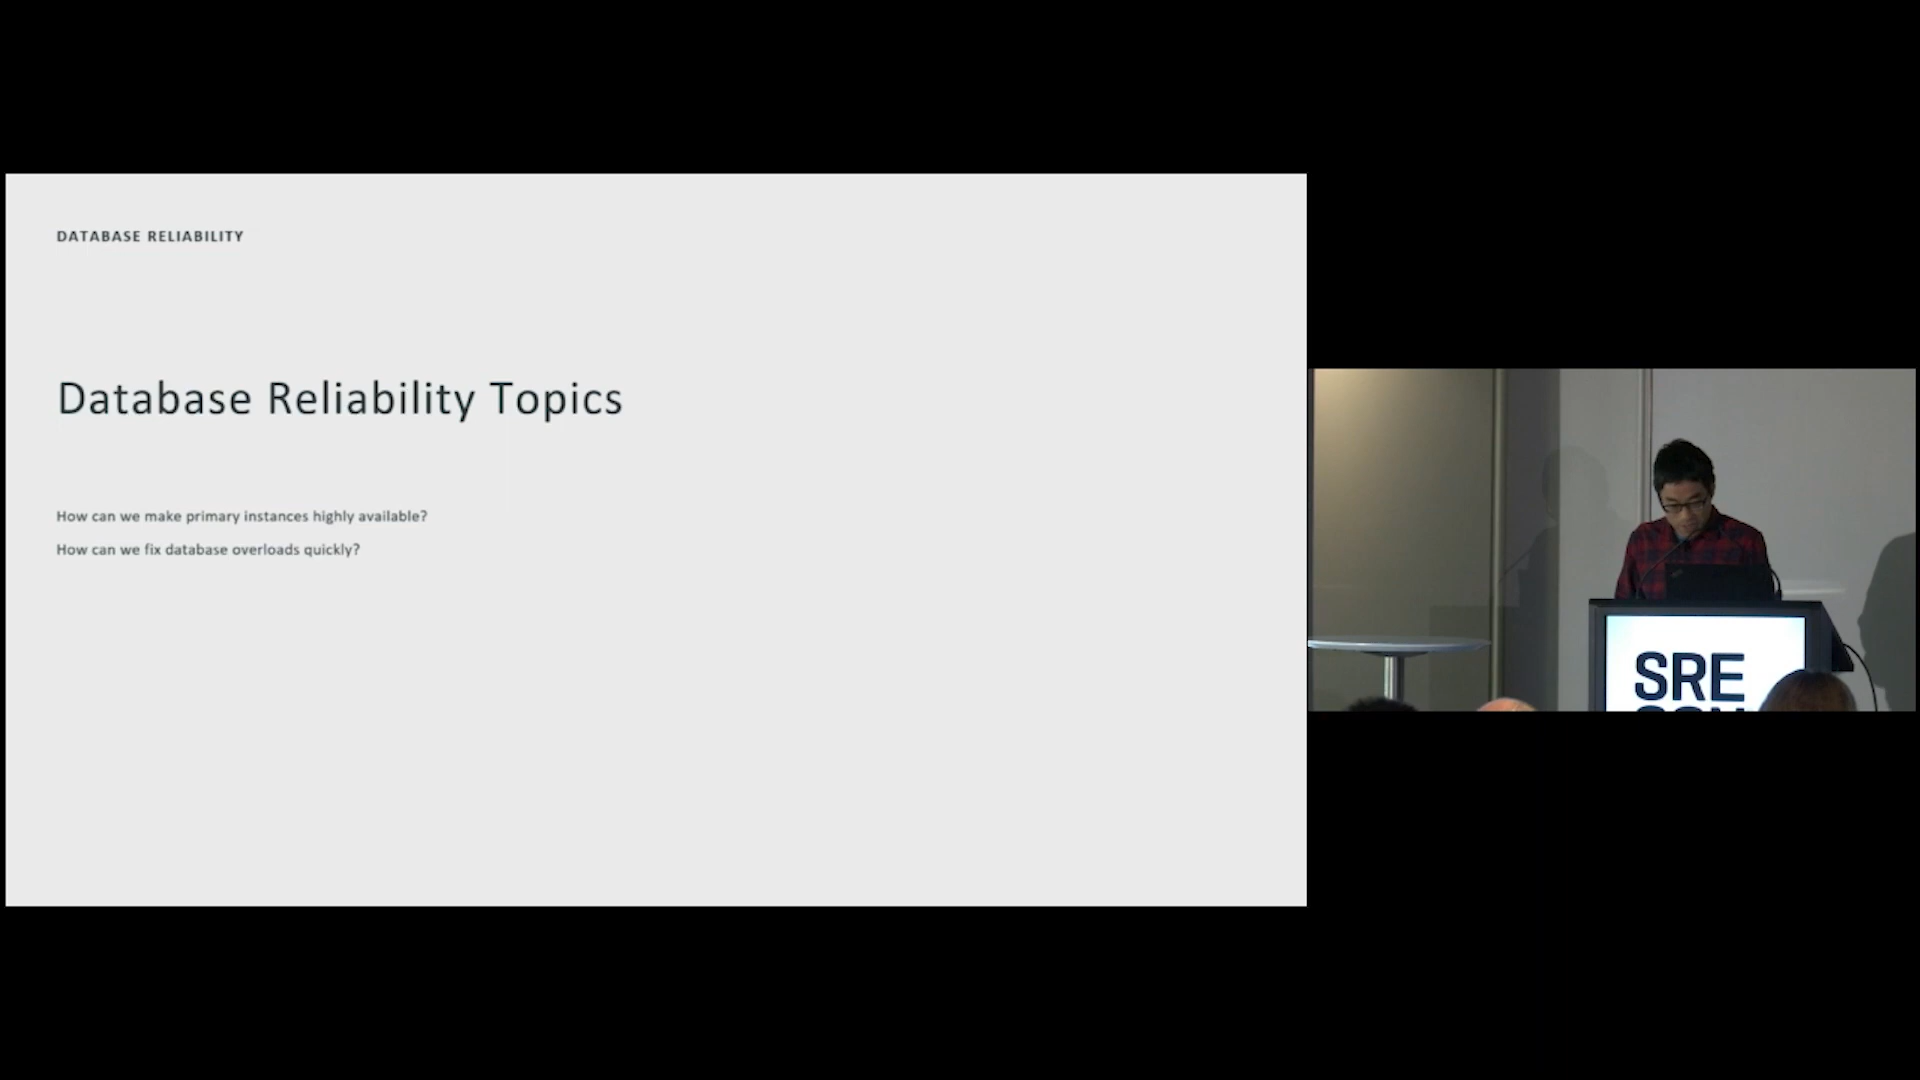 DATABASE RELIABILITY
Database Reliability Topics
How can we make primary instances highly available?
How can we fix database overloads quickly?
SRE